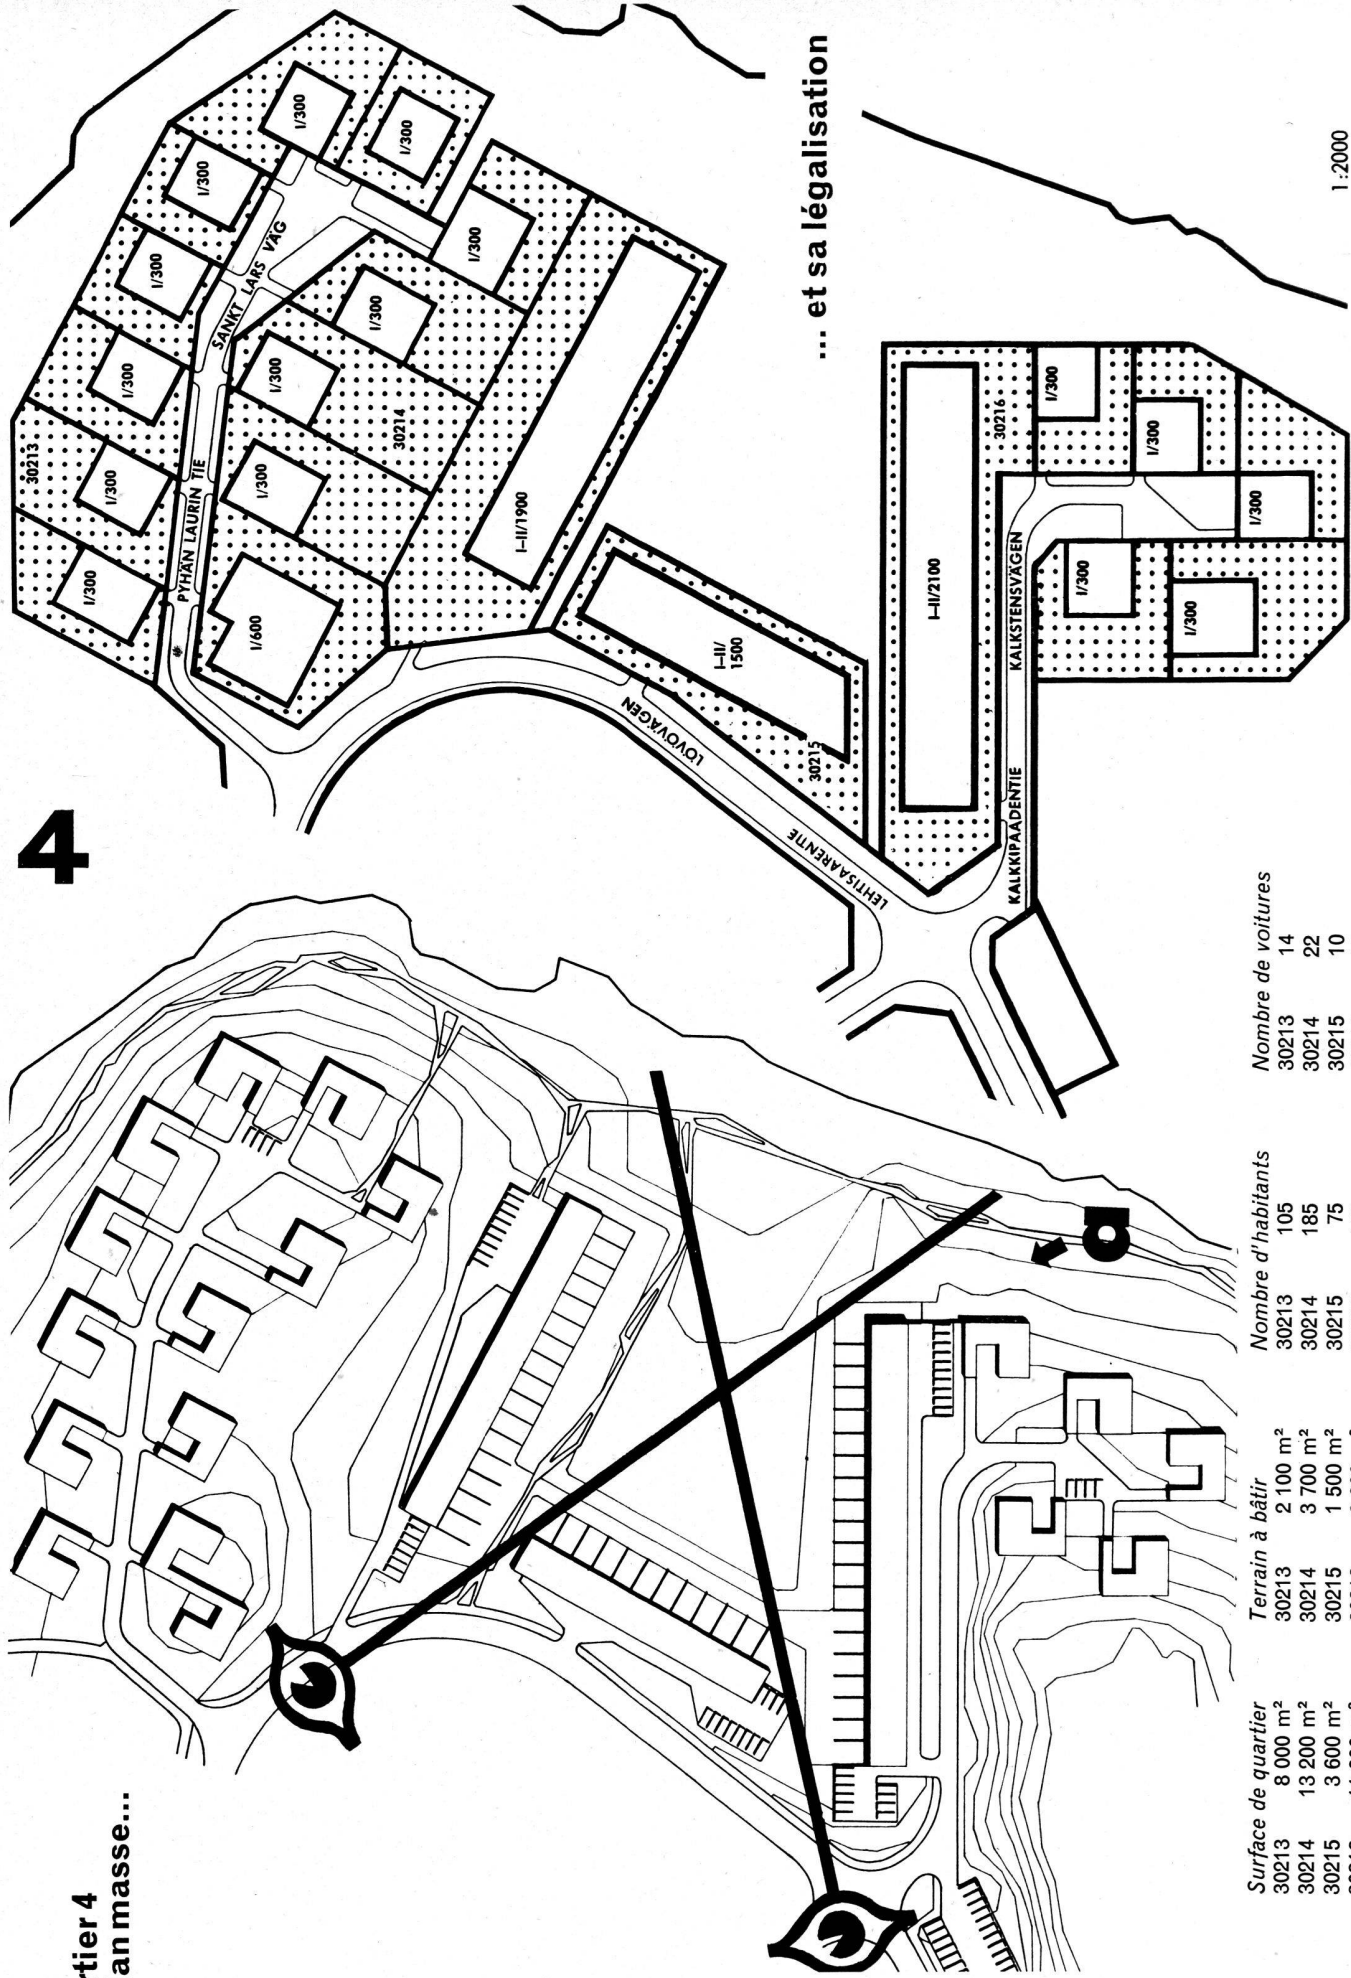 4
rtier 4
an masse...
... et sa légalisation
30213
I/300
I/300
I/300
I/300
I/300
I/300
I/300
PYHÄN LAURIN TIE
SANKT LARS VÄG
I/600
I/300
I/300
I/300
I/300
30214
I–II/1900
LÖVÖVÄGEN
LEHTISAARENTIE
I–II/
1500
30215
I–II/2100
30216
KALKKIPAADENTIE
KALKSTENSVÄGEN
I/300
I/300
I/300
I/300
I/300
1:2000
a
Surface de quartier
30213 8 000 m²
30214 13 200 m²
30215 3 600 m²
Terrain à bâtir
30213 2 100 m²
30214 3 700 m²
30215 1 500 m²
Nombre d'habitants
30213 105
30214 185
30215 75
Nombre de voitures
30213 14
30214 22
30215 10